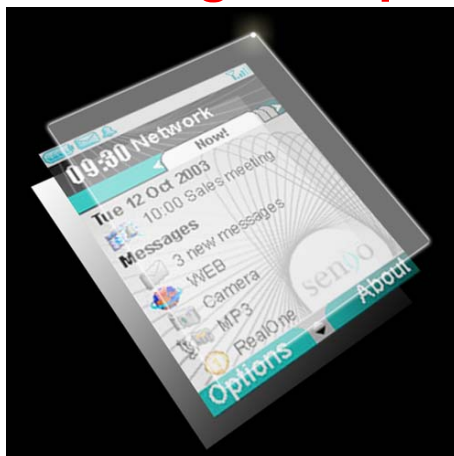 09:30 Network
Now!
Tue 12 Oct 2003
10:00 Sales meeting
Messages
3 new messages
WEB
Camera
MP3
RealOne
sendo
Options
About